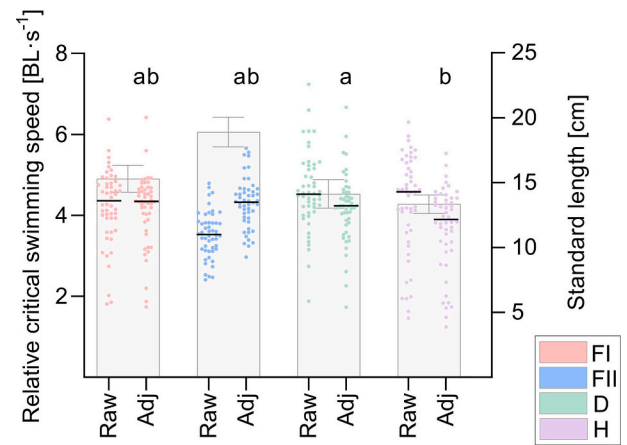 Relative critical swimming speed [BL·s⁻¹]
8
6
4
2
ab
ab
a
b
25
20
15
10
5
Standard length [cm]
Raw
Adj
Raw
Adj
Raw
Adj
Raw
Adj
FI
FII
D
H